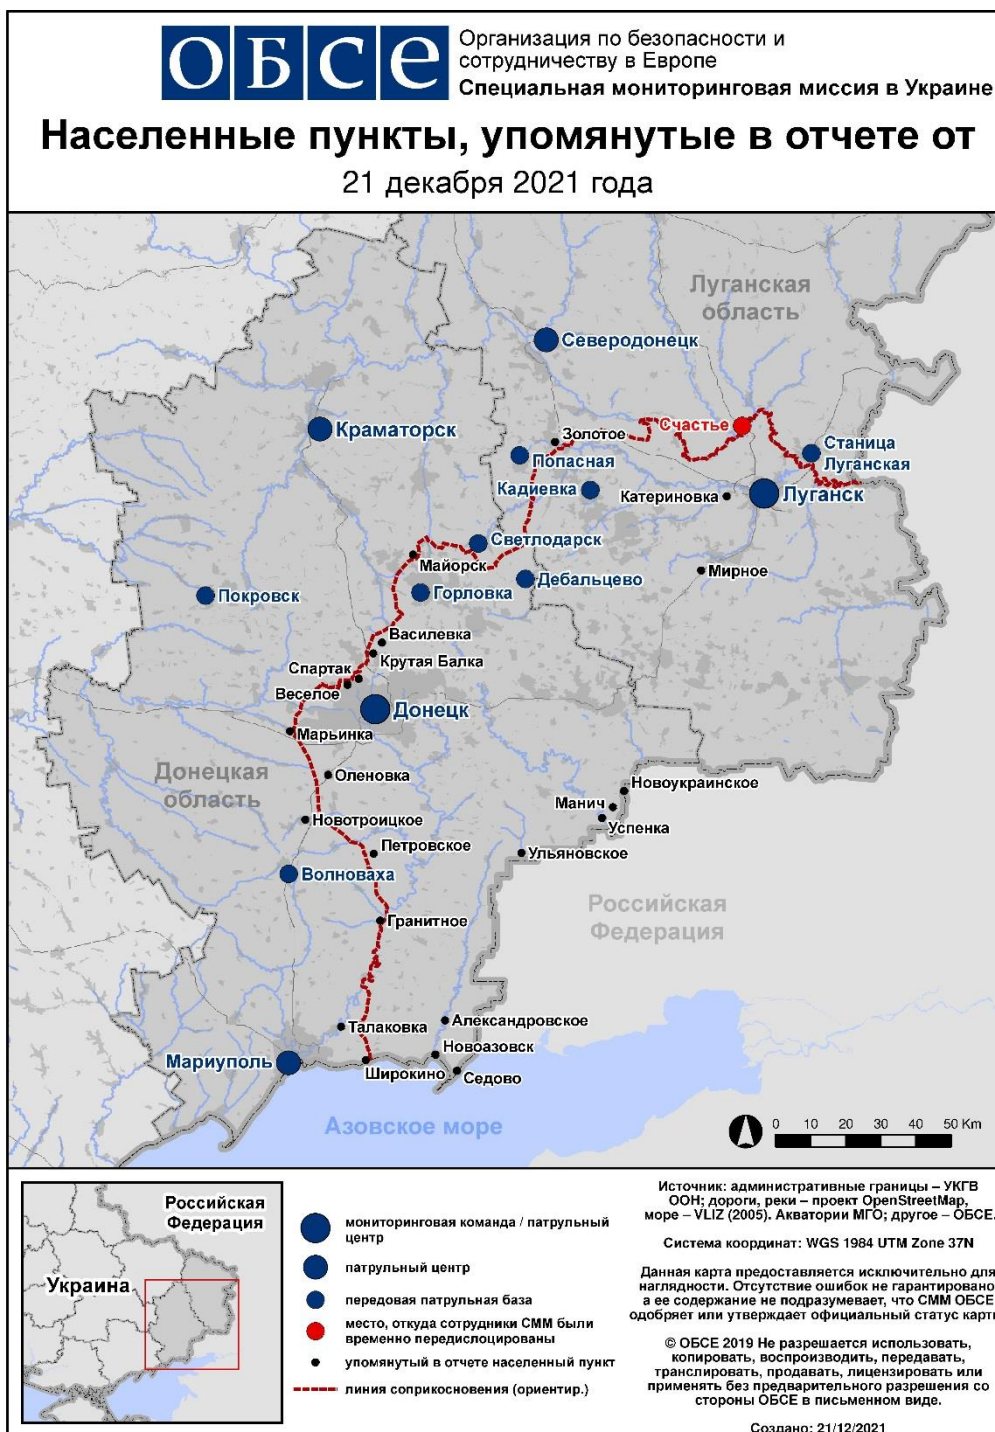 ОБСЕ
Организация по безопасности и
сотрудничеству в Европе
Специальная мониторинговая миссия в Украине
Населенные пункты, упомянутые в отчете от
21 декабря 2021 года
Луганская
область
Северодонецк
Краматорск
Золотое
Счастье
Станица
Луганская
Попасная
Кадиевка
Катериновка
Луганск
Светлодарск
Майорск
Мирное
Дебальцево
Горловка
Покровск
Василевка
Крутая Балка
Спартак
Веселое
Донецк
Марьинка
Донецкая
область
Оленовка
Новоукраинское
Манич
Успенка
Новотроицкое
Петровское
Ульяновское
Волноваха
Российская
Федерация
Гранитное
Талаковка
Александровское
Новоазовск
Мариуполь
Широкино
Седово
Азовское море
0 10 20 30 40 50 Km
Российская
Федерация
Украина
мониторинговая команда / патрульный
центр
патрульный центр
передовая патрульная база
место, откуда сотрудники СММ были
временно передислоцированы
упомянутый в отчете населенный пункт
линия соприкосновения (ориентир.)
Источник: административные границы – УКГВ
ООН; дороги, реки – проект OpenStreetMap,
море – VLIZ (2005). Акватории МГО; другое – ОБСЕ.
Система координат: WGS 1984 UTM Zone 37N
Данная карта предоставляется исключительно для
наглядности. Отсутствие ошибок не гарантировано
а ее содержание не подразумевает, что СММ ОБСЕ
одобряет или утверждает официальный статус карт
© ОБСЕ 2019 Не разрешается использовать,
копировать, воспроизводить, передавать,
транслировать, продавать, лицензировать или
применять без предварительного разрешения со
стороны ОБСЕ в письменном виде.
Создано: 21/12/2021